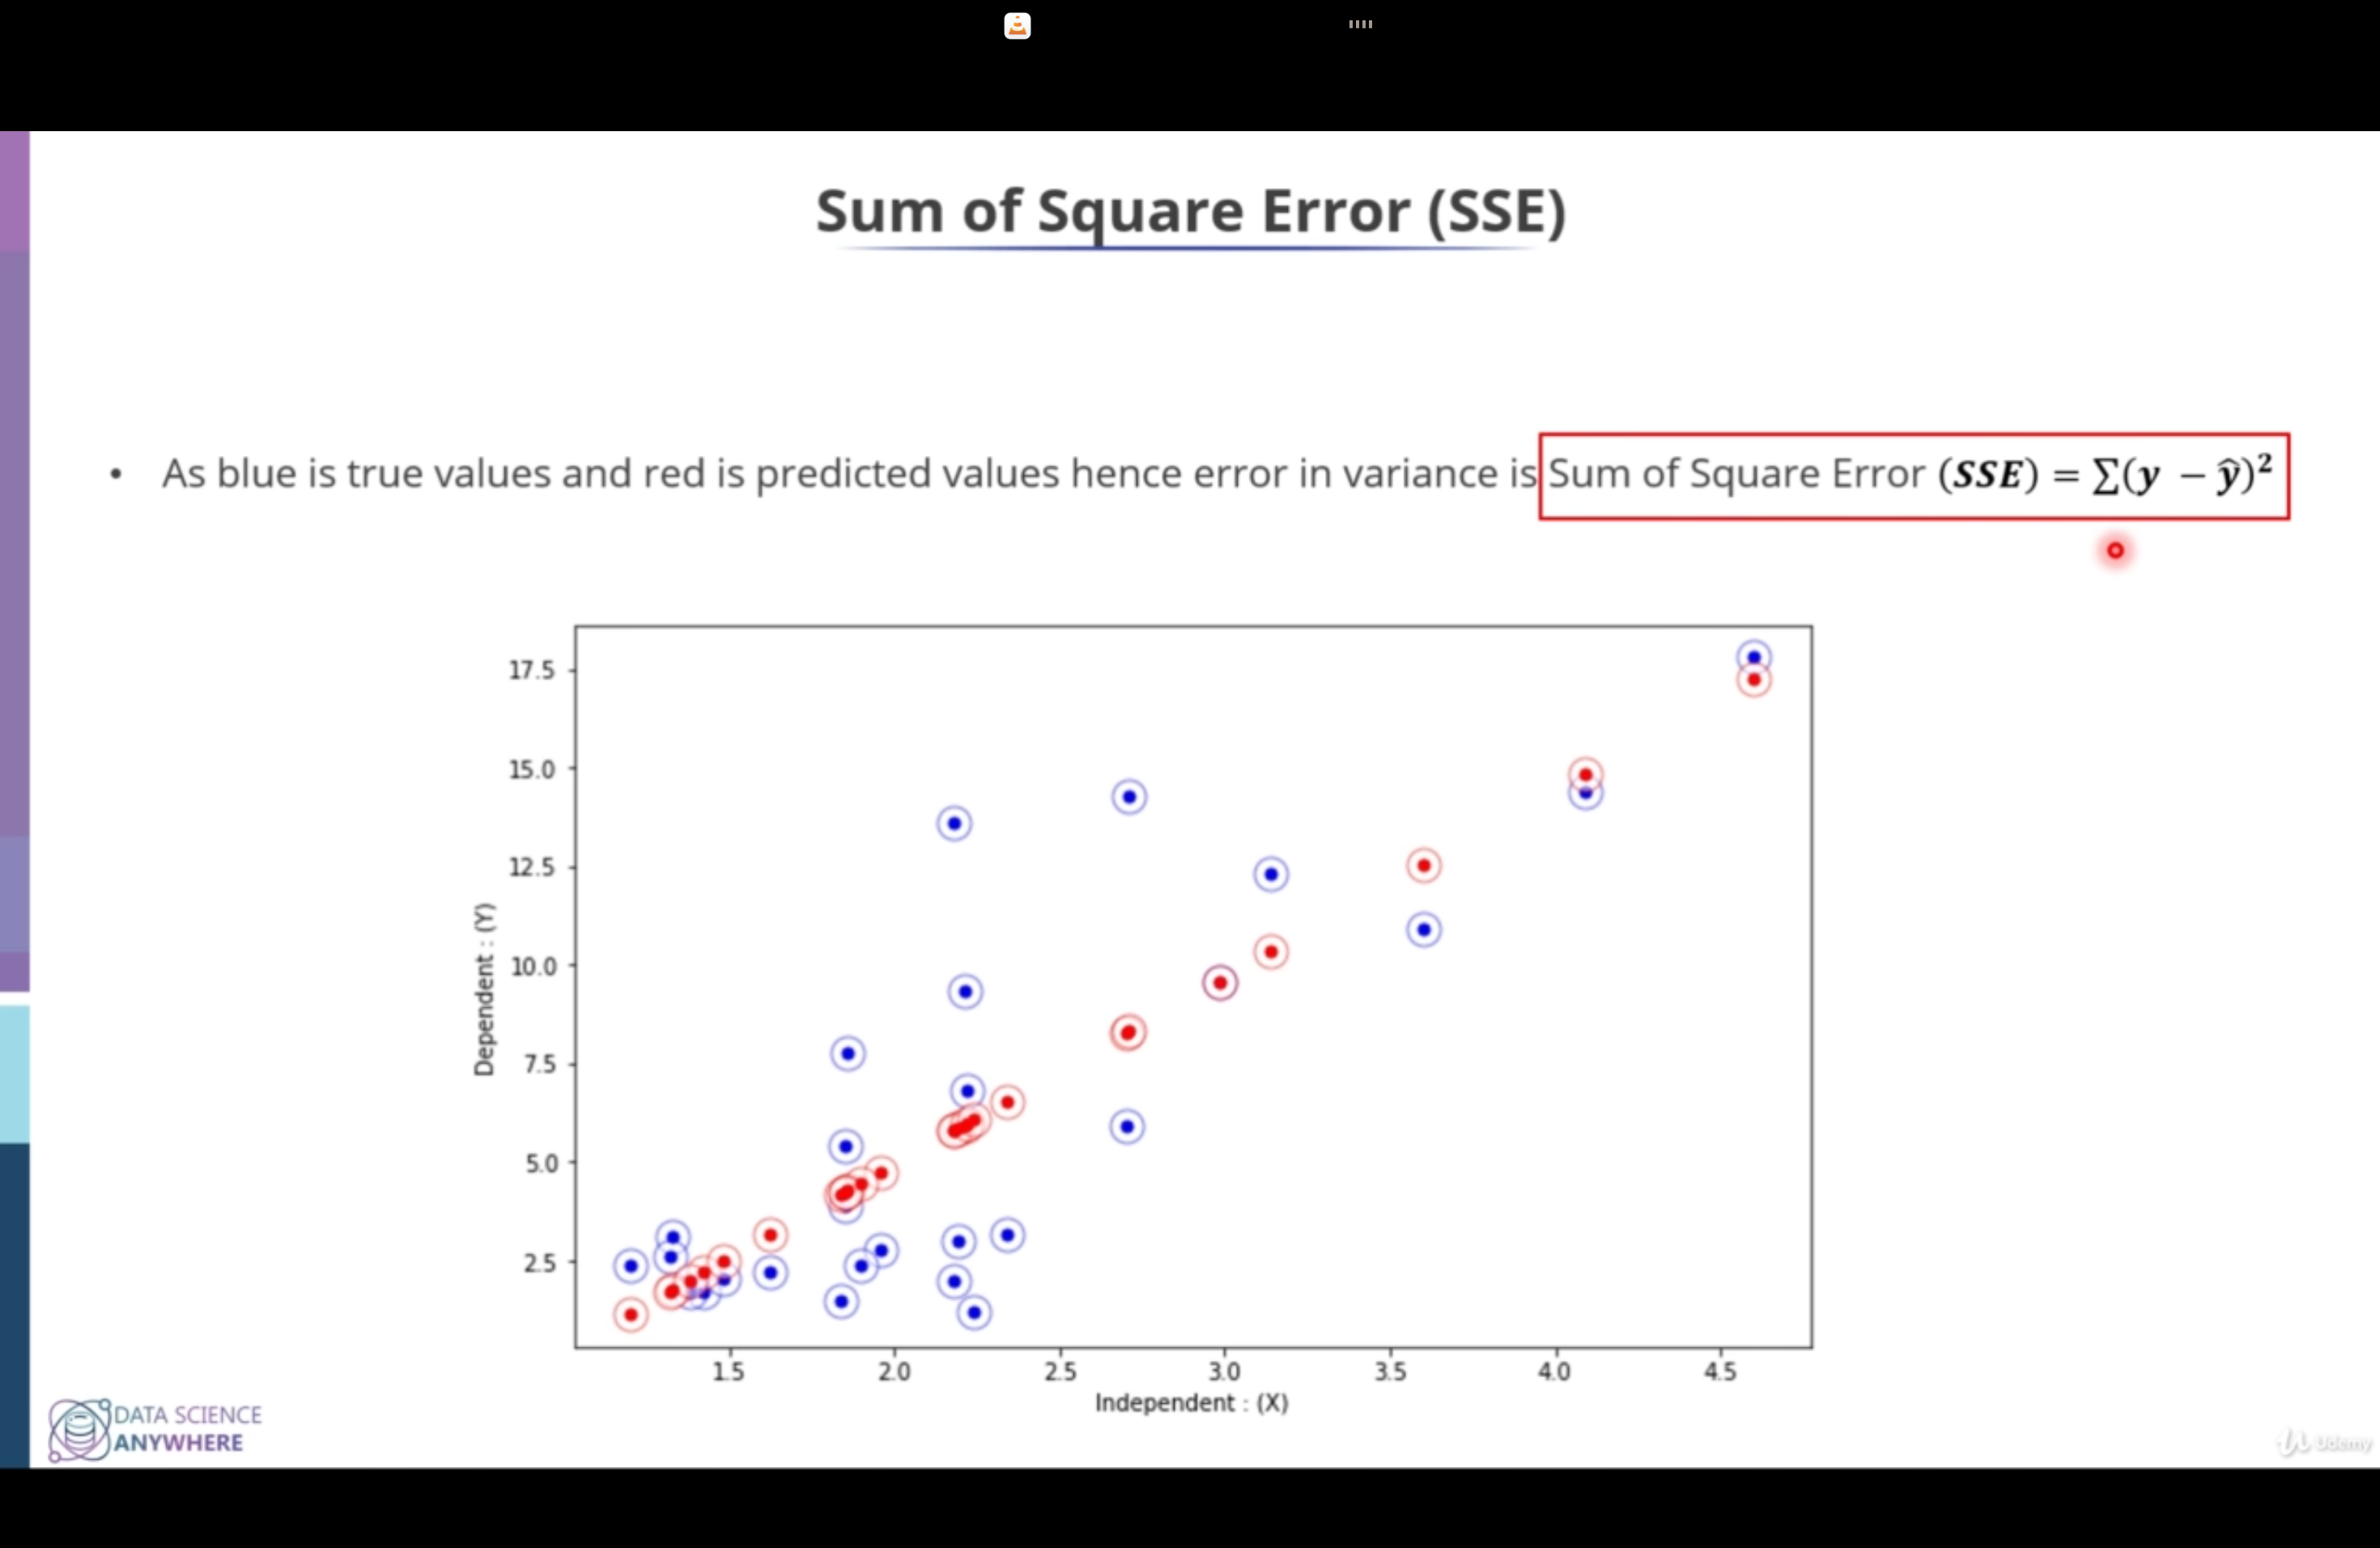 Sum of Square Error (SSE)
• As blue is true values and red is predicted values hence error in variance is Sum of Square Error (SSE) = ∑(y − ŷ)²
17.5
15.0
12.5
10.0
7.5
5.0
2.5
Dependent : (Y)
1.5 2.0 2.5 3.0 3.5 4.0 4.5
Independent : (X)
DATA SCIENCE
ANYWHERE
Udemy